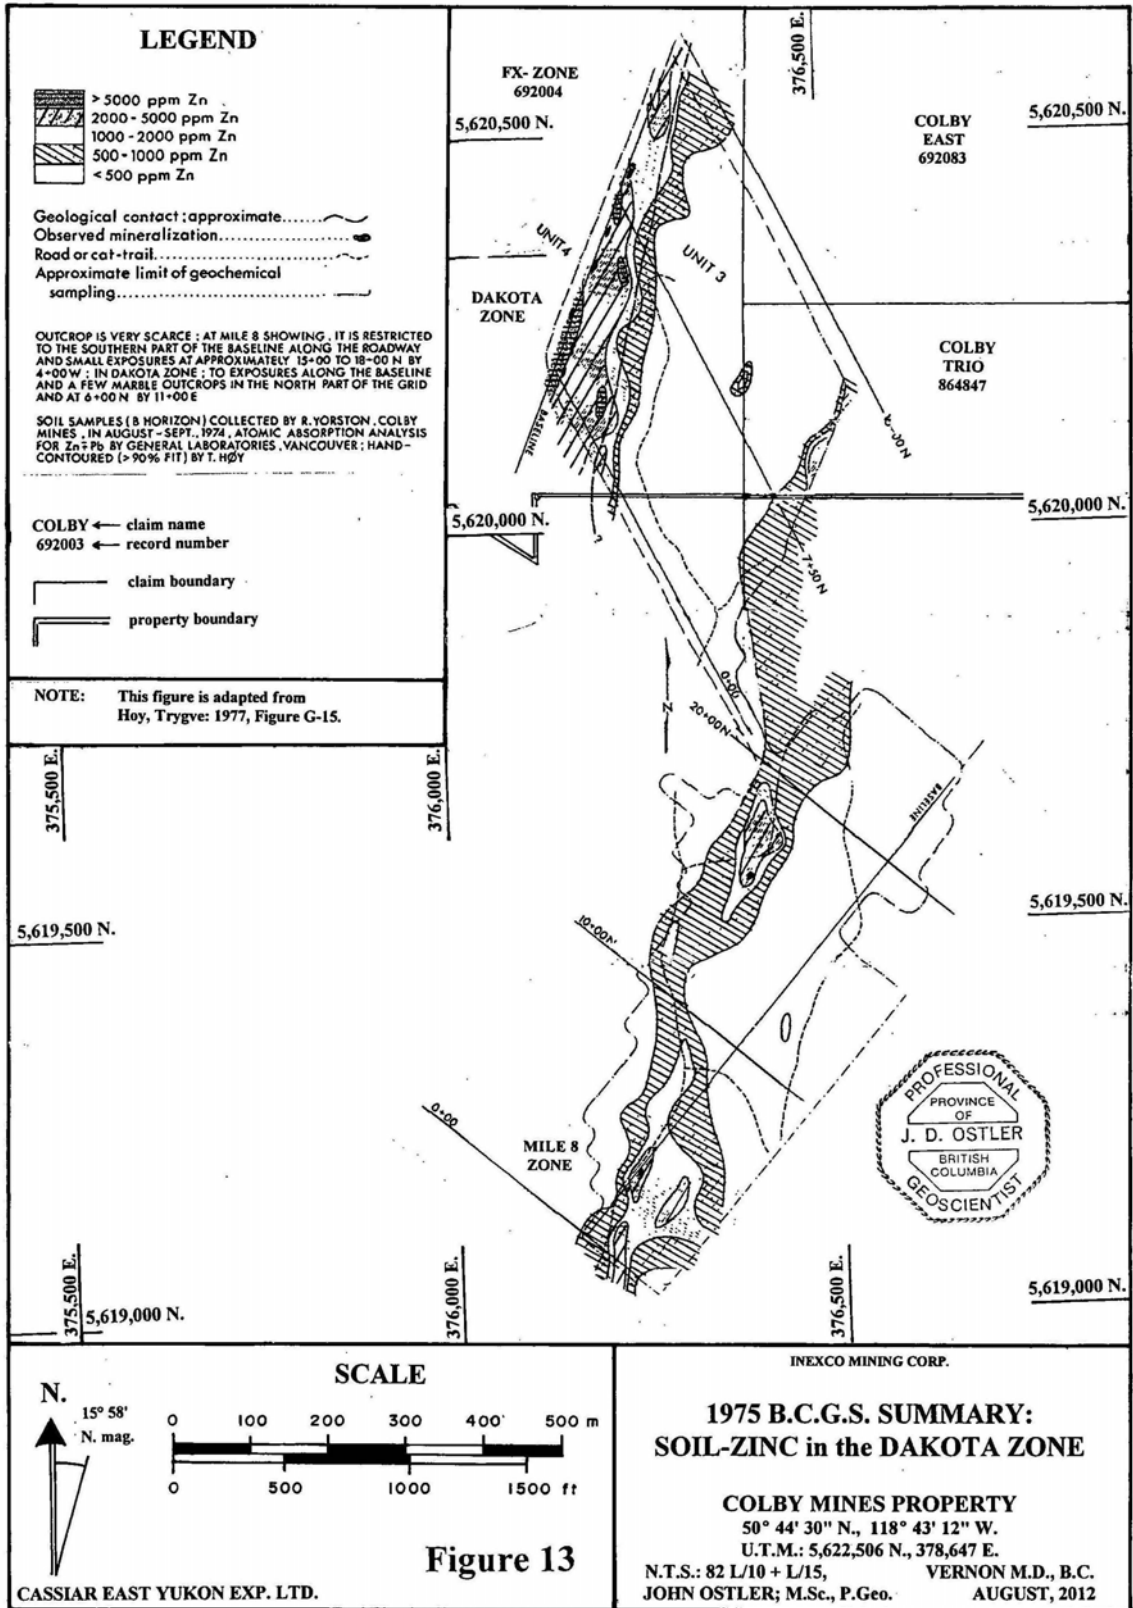 LEGEND
> 5000 ppm Zn
2000 - 5000 ppm Zn
1000 - 2000 ppm Zn
500 - 1000 ppm Zn
< 500 ppm Zn
Geological contact : approximate.......
Observed mineralization.................
Road or cat-trail.......................
Approximate limit of geochemical
sampling................................
OUTCROP IS VERY SCARCE ; AT MILE 8 SHOWING , IT IS RESTRICTED
TO THE SOUTHERN PART OF THE BASELINE ALONG THE ROADWAY
AND SMALL EXPOSURES AT APPROXIMATELY 15+00 TO 18+00 N BY
4+00 W ; IN DAKOTA ZONE ; TO EXPOSURES ALONG THE BASELINE
AND A FEW MARBLE OUTCROPS IN THE NORTH PART OF THE GRID
AND AT 6+00 N BY 11+00 E
SOIL SAMPLES ( B HORIZON ) COLLECTED BY R. YORSTON , COLBY
MINES , IN AUGUST - SEPT., 1974 , ATOMIC ABSORPTION ANALYSIS
FOR Zn + Pb BY GENERAL LABORATORIES , VANCOUVER ; HAND-
CONTOURED (> 90% FIT) BY T. HØY
COLBY ← claim name
692003 ← record number
claim boundary
property boundary
NOTE: This figure is adapted from
Hoy, Trygve: 1977, Figure G-15.
FX- ZONE
692004
376,500 E.
5,620,500 N.
5,620,500 N.
COLBY
EAST
692083
UNIT 4
UNIT 3
DAKOTA
ZONE
COLBY
TRIO
864847
BASELINE
5,620,000 N.
5,620,000 N.
?
7+50 N
0+00
20+00 N
N
375,500 E.
376,000 E.
BASELINE
5,619,500 N.
5,619,500 N.
10+00 N
0+00
MILE 8
ZONE
PROFESSIONAL
PROVINCE
OF
J. D. OSTLER
BRITISH
COLUMBIA
GEOSCIENTIST
375,500 E.
5,619,000 N.
376,000 E.
376,500 E.
5,619,000 N.
N.
15° 58'
N. mag.
SCALE
0 100 200 300 400 500 m
0 500 1000 1500 ft
Figure 13
CASSIAR EAST YUKON EXP. LTD.
INEXCO MINING CORP.
1975 B.C.G.S. SUMMARY:
SOIL-ZINC in the DAKOTA ZONE
COLBY MINES PROPERTY
50° 44' 30" N., 118° 43' 12" W.
U.T.M.: 5,622,506 N., 378,647 E.
N.T.S.: 82 L/10 + L/15, VERNON M.D., B.C.
JOHN OSTLER; M.Sc., P.Geo. AUGUST, 2012